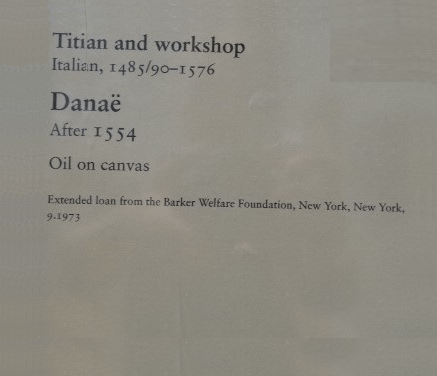 Titian and workshop
Italian, 1485/90–1576
Danaë
After 1554
Oil on canvas
Extended loan from the Barker Welfare Foundation, New York, New York,
9.1973